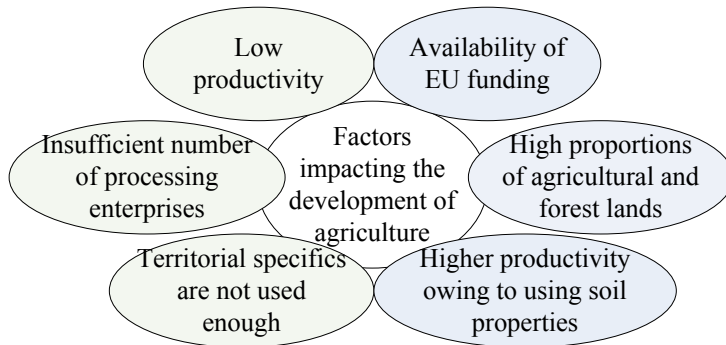 Low
productivity
Availability of
EU funding
Insufficient number
of processing
enterprises
Factors
impacting the
development of
agriculture
High proportions
of agricultural and
forest lands
Territorial specifics
are not used
enough
Higher productivity
owing to using soil
properties